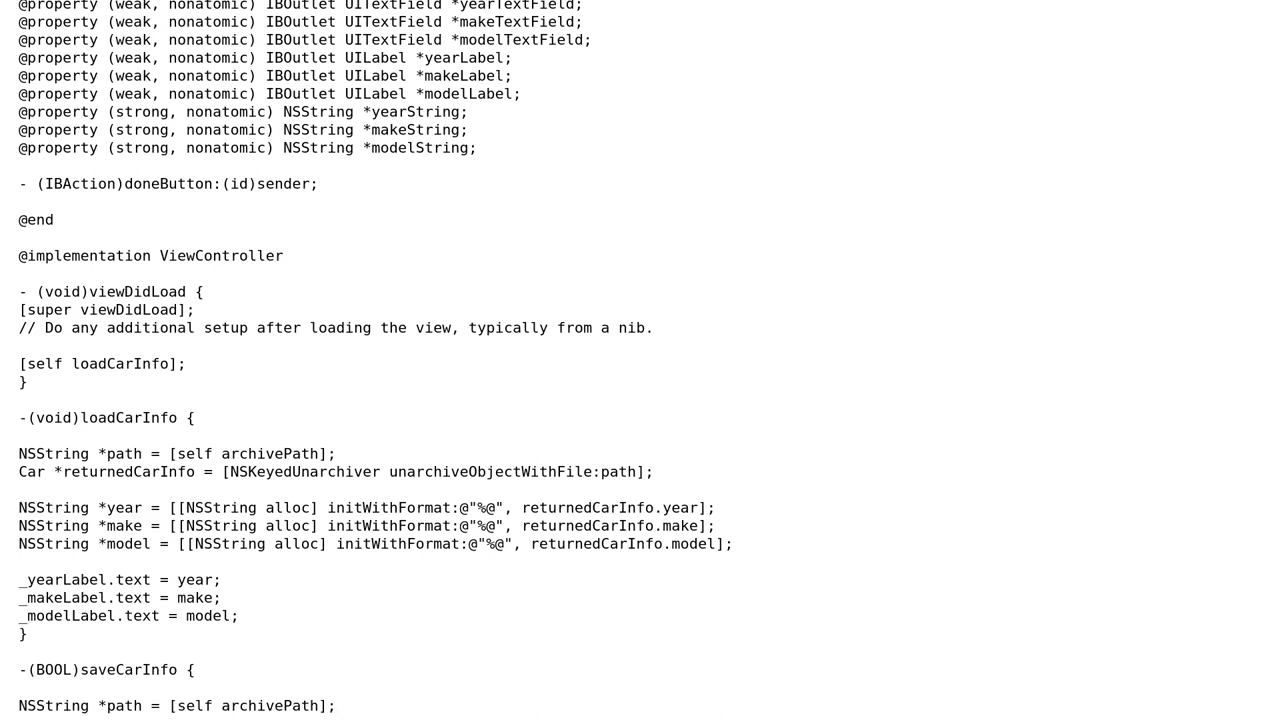 @property (weak, nonatomic) IBOutlet UITextField *yearTextField;
@property (weak, nonatomic) IBOutlet UITextField *makeTextField;
@property (weak, nonatomic) IBOutlet UITextField *modelTextField;
@property (weak, nonatomic) IBOutlet UILabel *yearLabel;
@property (weak, nonatomic) IBOutlet UILabel *makeLabel;
@property (weak, nonatomic) IBOutlet UILabel *modelLabel;
@property (strong, nonatomic) NSString *yearString;
@property (strong, nonatomic) NSString *makeString;
@property (strong, nonatomic) NSString *modelString;

- (IBAction)doneButton:(id)sender;

@end

@implementation ViewController

- (void)viewDidLoad {
[super viewDidLoad];
// Do any additional setup after loading the view, typically from a nib.

[self loadCarInfo];
}

-(void)loadCarInfo {

NSString *path = [self archivePath];
Car *returnedCarInfo = [NSKeyedUnarchiver unarchiveObjectWithFile:path];

NSString *year = [[NSString alloc] initWithFormat:@"%@", returnedCarInfo.year];
NSString *make = [[NSString alloc] initWithFormat:@"%@", returnedCarInfo.make];
NSString *model = [[NSString alloc] initWithFormat:@"%@", returnedCarInfo.model];

_yearLabel.text = year;
_makeLabel.text = make;
_modelLabel.text = model;
}

-(BOOL)saveCarInfo {

NSString *path = [self archivePath];